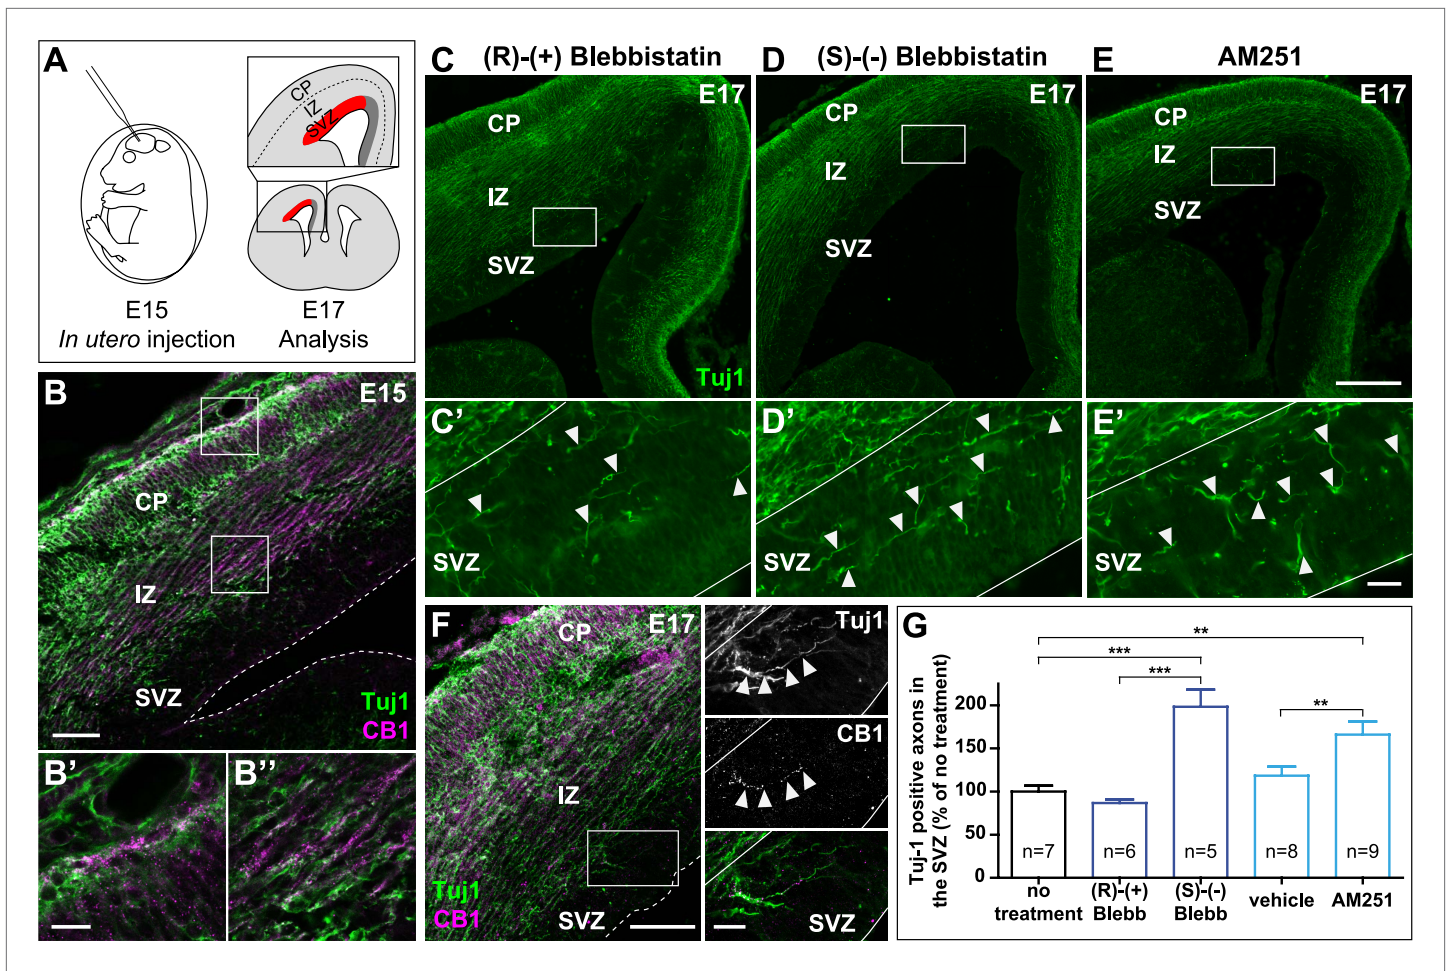 A
CP
IZ
SVZ
E15
In utero injection
E17
Analysis
B
E15
CP
IZ
SVZ
Tuj1
CB1
B'
B''
C
(R)-(+) Blebbistatin
E17
CP
IZ
SVZ
Tuj1
D
(S)-(-) Blebbistatin
E17
CP
IZ
SVZ
E
AM251
E17
CP
IZ
SVZ
C'
SVZ
D'
SVZ
E'
SVZ
F
E17
CP
IZ
SVZ
Tuj1
CB1
Tuj1
CB1
SVZ
G
Tuj-1 positive axons in
the SVZ (% of no treatment)
200
150
100
50
0
**
***
***
**
n=7
n=6
n=5
n=8
n=9
no
treatment
(R)-(+)
Blebb
(S)-(-)
Blebb
vehicle
AM251